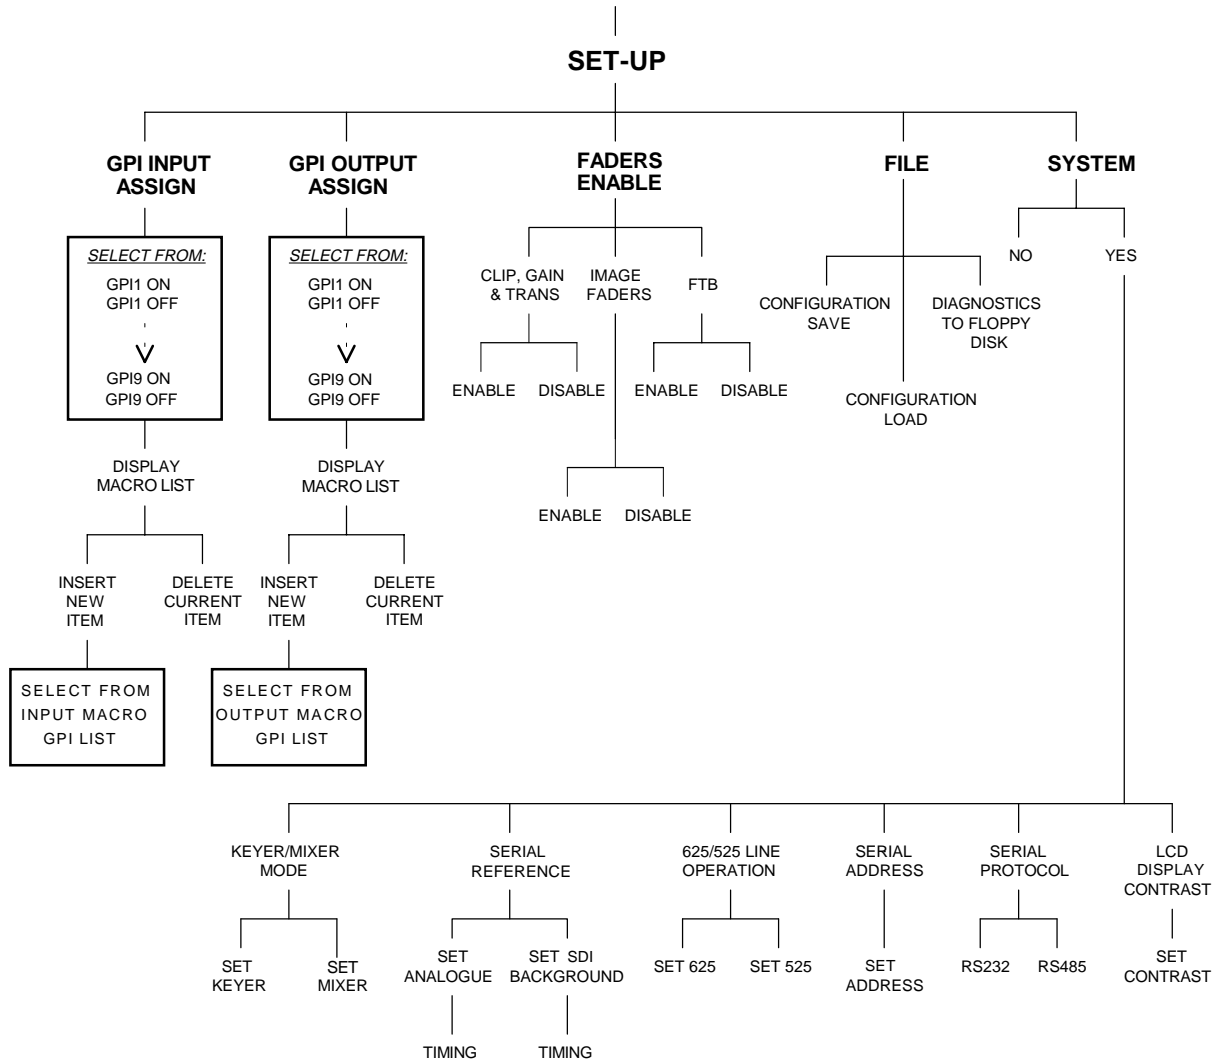 SET-UP
GPI INPUT
ASSIGN
GPI OUTPUT
ASSIGN
FADERS
ENABLE
FILE
SYSTEM
SELECT FROM:
GPI1 ON
GPI1 OFF
GPI9 ON
GPI9 OFF
SELECT FROM:
GPI1 ON
GPI1 OFF
GPI9 ON
GPI9 OFF
CLIP, GAIN
& TRANS
IMAGE
FADERS
FTB
ENABLE
DISABLE
ENABLE
DISABLE
ENABLE
DISABLE
CONFIGURATION
SAVE
DIAGNOSTICS
TO FLOPPY
DISK
CONFIGURATION
LOAD
NO
YES
DISPLAY
MACRO LIST
DISPLAY
MACRO LIST
INSERT
NEW
ITEM
DELETE
CURRENT
ITEM
INSERT
NEW
ITEM
DELETE
CURRENT
ITEM
SELECT FROM
INPUT MACRO
GPI LIST
SELECT FROM
OUTPUT MACRO
GPI LIST
KEYER/MIXER
MODE
SERIAL
REFERENCE
625/525 LINE
OPERATION
SERIAL
ADDRESS
SERIAL
PROTOCOL
LCD
DISPLAY
CONTRAST
SET
KEYER
SET
MIXER
SET
ANALOGUE
SET SDI
BACKGROUND
SET 625
SET 525
SET
ADDRESS
RS232
RS485
SET
CONTRAST
TIMING
TIMING